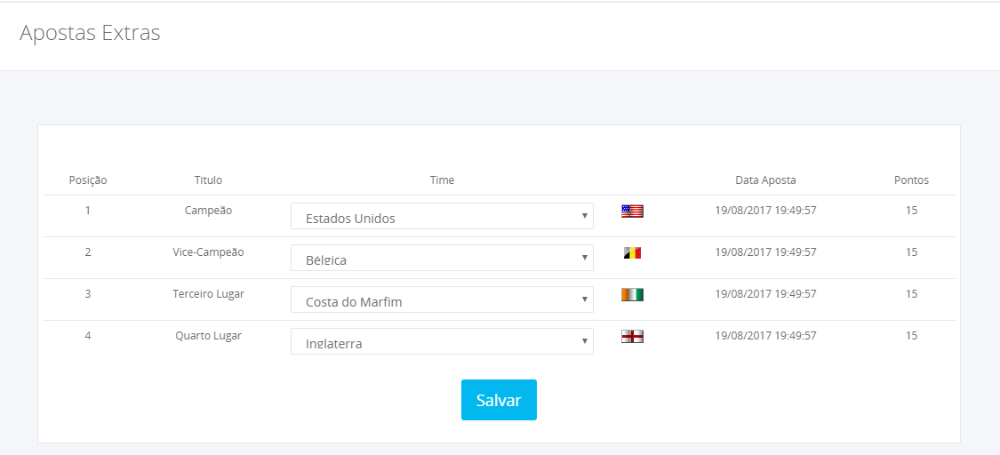 Apostas Extras
Posição Título Time Data Aposta Pontos
1 Campeão Estados Unidos 19/08/2017 19:49:57 15
2 Vice-Campeão Bélgica 19/08/2017 19:49:57 15
3 Terceiro Lugar Costa do Marfim 19/08/2017 19:49:57 15
4 Quarto Lugar Inglaterra 19/08/2017 19:49:57 15
Salvar